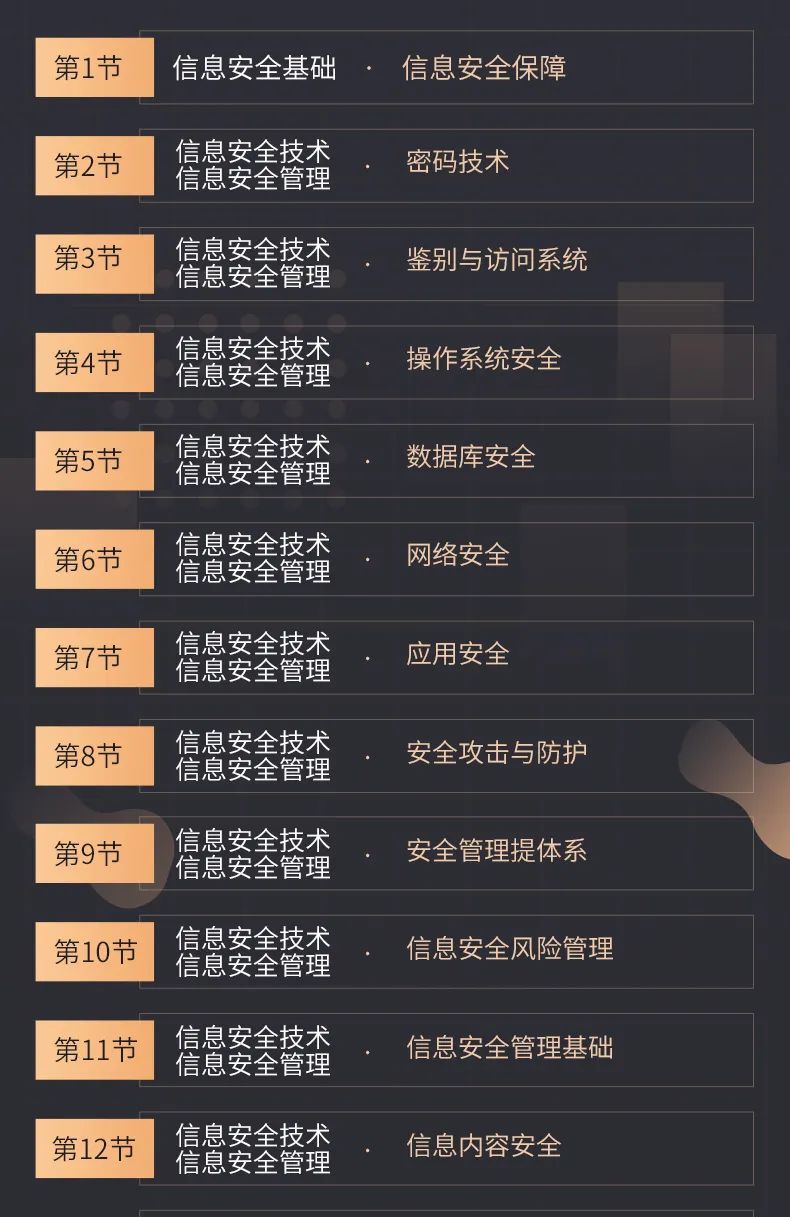 第1节 信息安全基础 · 信息安全保障
第2节 信息安全技术
信息安全管理 · 密码技术
第3节 信息安全技术
信息安全管理 · 鉴别与访问系统
第4节 信息安全技术
信息安全管理 · 操作系统安全
第5节 信息安全技术
信息安全管理 · 数据库安全
第6节 信息安全技术
信息安全管理 · 网络安全
第7节 信息安全技术
信息安全管理 · 应用安全
第8节 信息安全技术
信息安全管理 · 安全攻击与防护
第9节 信息安全技术
信息安全管理 · 安全管理提体系
第10节 信息安全技术
信息安全管理 · 信息安全风险管理
第11节 信息安全技术
信息安全管理 · 信息安全管理基础
第12节 信息安全技术
信息安全管理 · 信息内容安全